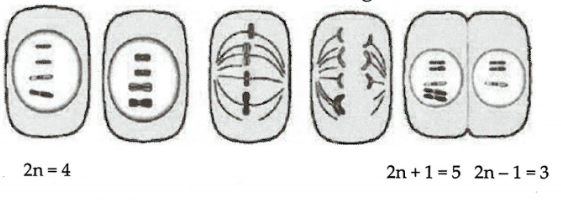 2n = 4
2n + 1 = 5 2n – 1 = 3